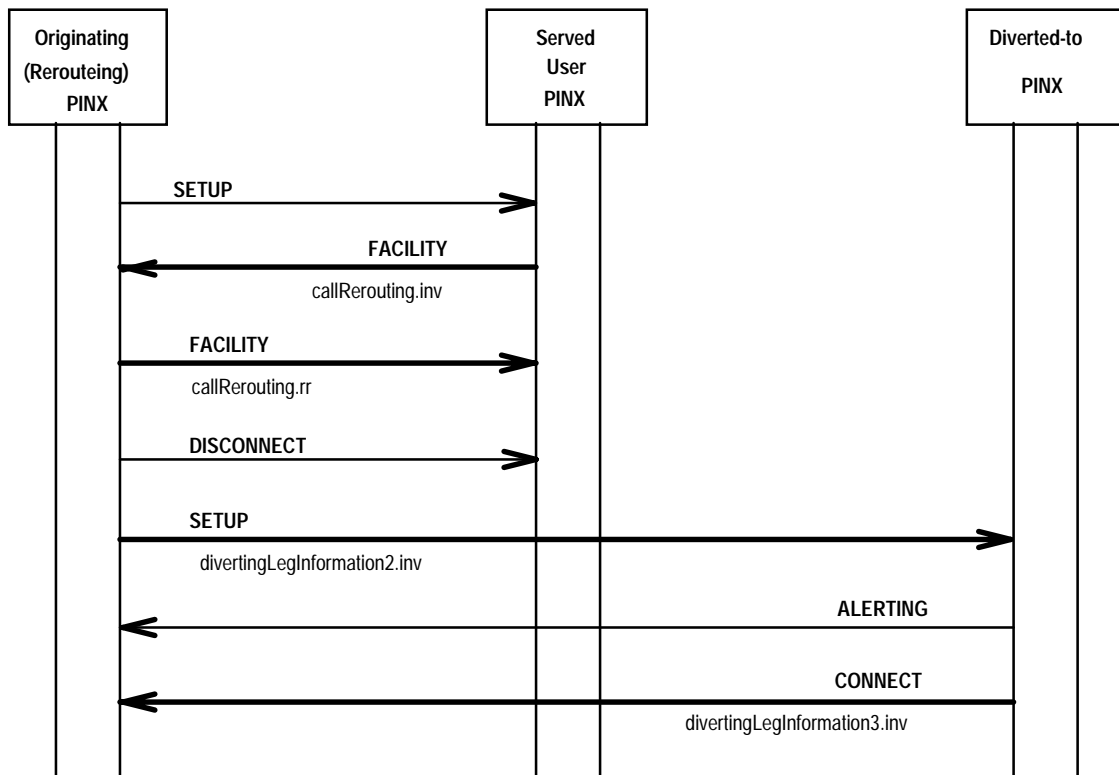 Originating
(Rerouteing)
PINX
Served
User
PINX
Diverted-to
PINX
SETUP
FACILITY
callRerouting.inv
FACILITY
callRerouting.rr
DISCONNECT
SETUP
divertingLegInformation2.inv
ALERTING
CONNECT
divertingLegInformation3.inv